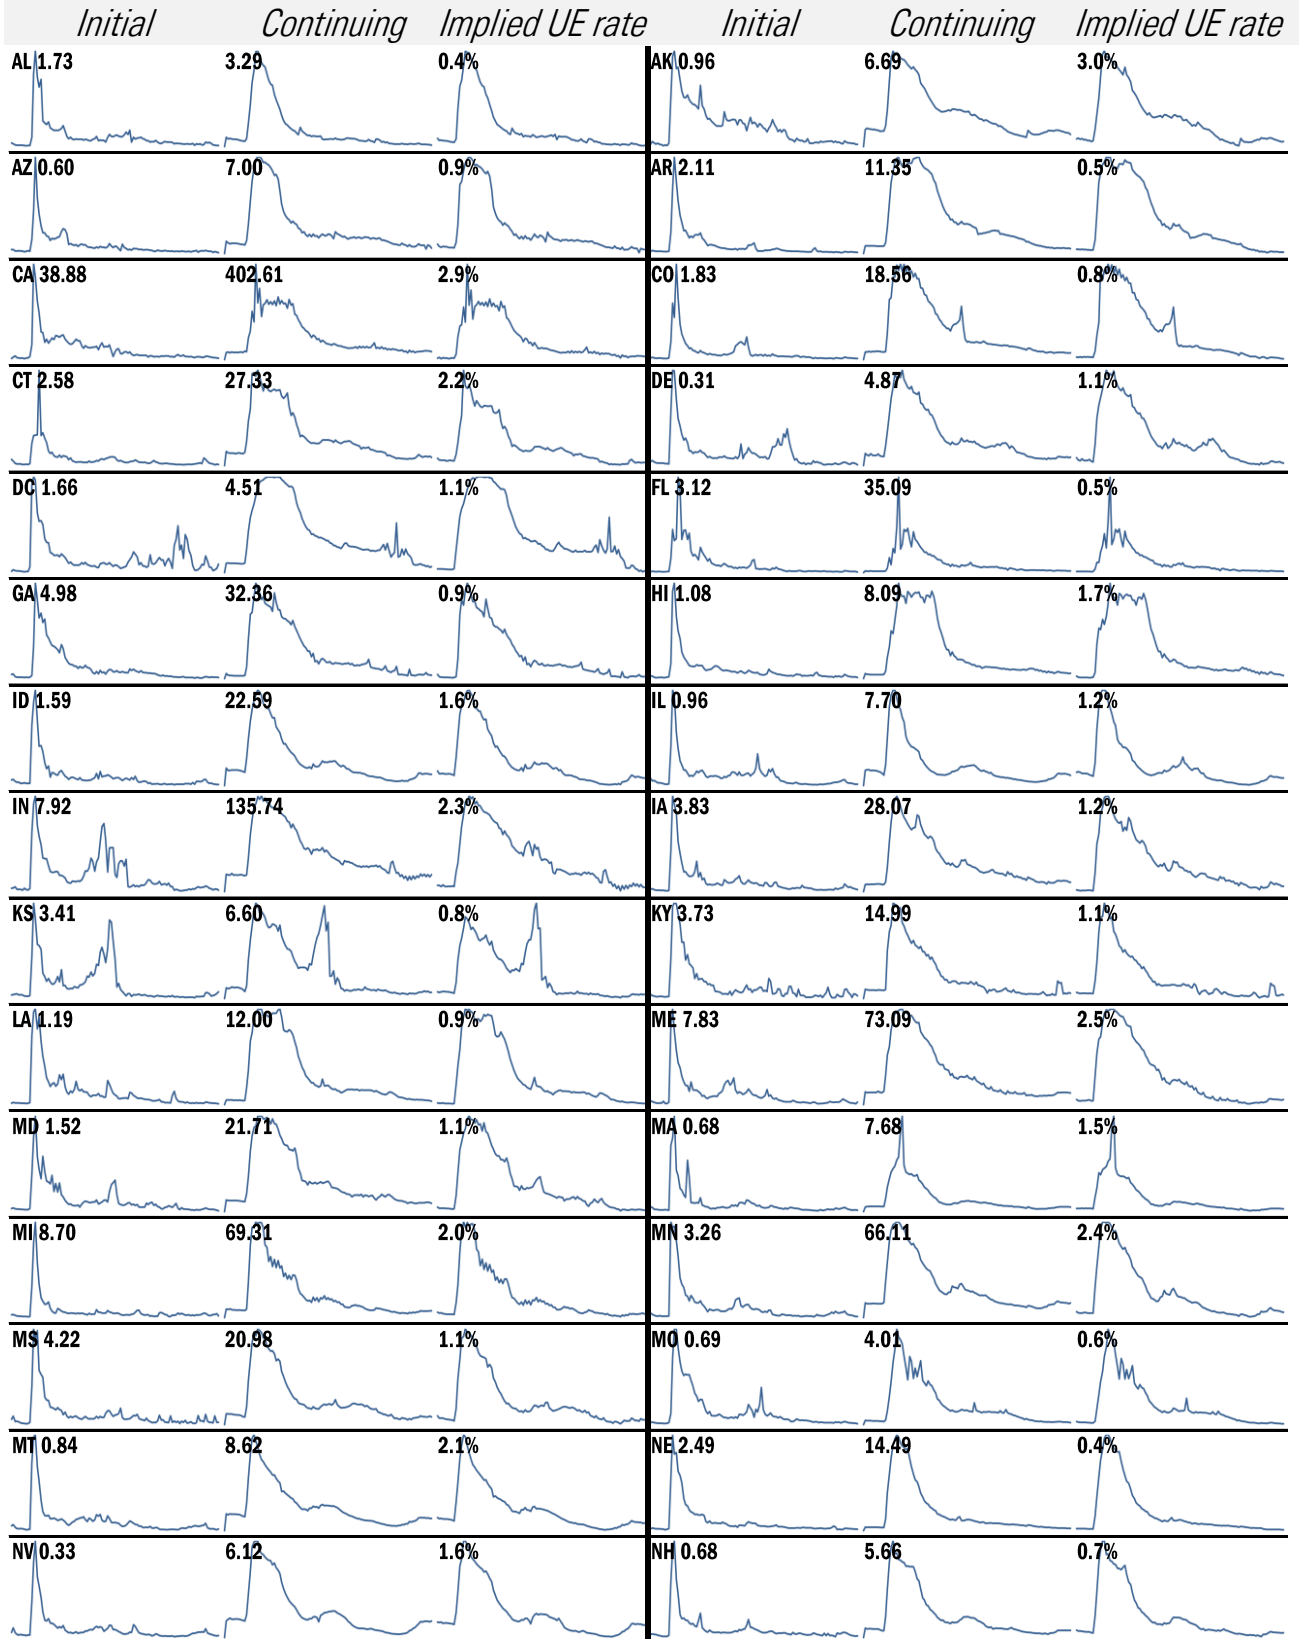 Initial Continuing Implied UE rate Initial Continuing Implied UE rate
AL 1.73 3.29 0.4% AK 0.96 6.69 3.0%
AZ 0.60 7.00 0.9% AR 2.11 11.35 0.5%
CA 38.88 402.61 2.9% CO 1.83 18.56 0.8%
CT 2.58 27.33 2.2% DE 0.31 4.87 1.1%
DC 1.66 4.51 1.1% FL 3.12 35.09 0.5%
GA 4.98 32.36 0.9% HI 1.08 8.09 1.7%
ID 1.59 22.59 1.6% IL 0.96 7.70 1.2%
IN 7.92 135.74 2.3% IA 3.83 28.07 1.2%
KS 3.41 6.60 0.8% KY 3.73 14.99 1.1%
LA 1.19 12.00 0.9% ME 7.83 73.09 2.5%
MD 1.52 21.71 1.1% MA 0.68 7.68 1.5%
MI 8.70 69.31 2.0% MN 3.26 66.11 2.4%
MS 4.22 20.98 1.1% MO 0.69 4.01 0.6%
MT 0.84 8.62 2.1% NE 2.49 14.49 0.4%
NV 0.33 6.12 1.6% NH 0.68 5.66 0.7%